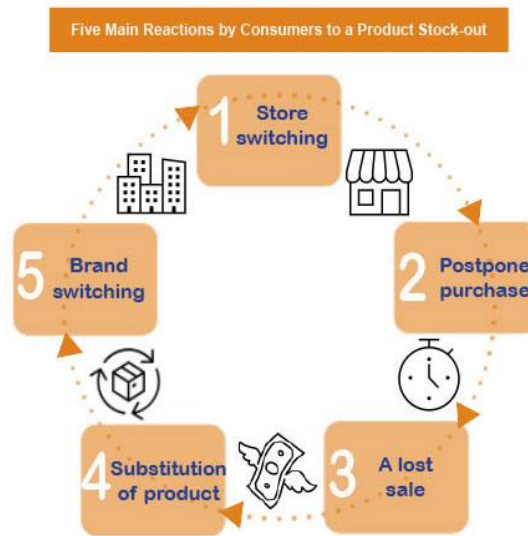 Five Main Reactions by Consumers to a Product Stock-out
1
Store
switching
2
Postpone
purchase
3
A lost
sale
4
Substitution
of product
5
Brand
switching